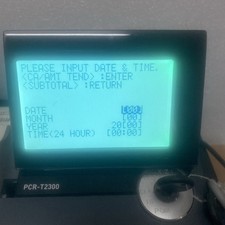 PLEASE INPUT DATE & TIME.
<CA/AMT TEND> :ENTER
<SUBTOTAL> :RETURN
DATE [00]
MONTH [00]
YEAR 20[00]
TIME(24 HOUR) [00:00]
PCR-T2300